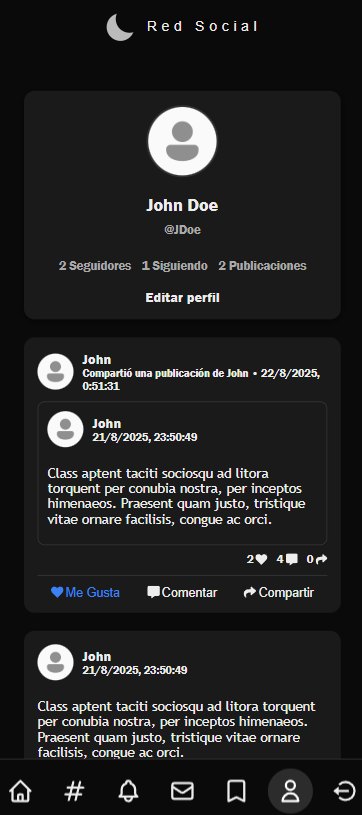 Red Social
John Doe
@JDoe
2 Seguidores 1 Siguiendo 2 Publicaciones
Editar perfil
John
Compartió una publicación de John • 22/8/2025,
0:51:31
John
21/8/2025, 23:50:49
Class aptent taciti sociosqu ad litora
torquent per conubia nostra, per inceptos
himenaeos. Praesent quam justo, tristique
vitae ornare facilisis, congue ac orci.
2 4 0
Me Gusta Comentar Compartir
John
21/8/2025, 23:50:49
Class aptent taciti sociosqu ad litora torquent
per conubia nostra, per inceptos himenaeos.
Praesent quam justo, tristique vitae ornare
facilisis, congue ac orci.